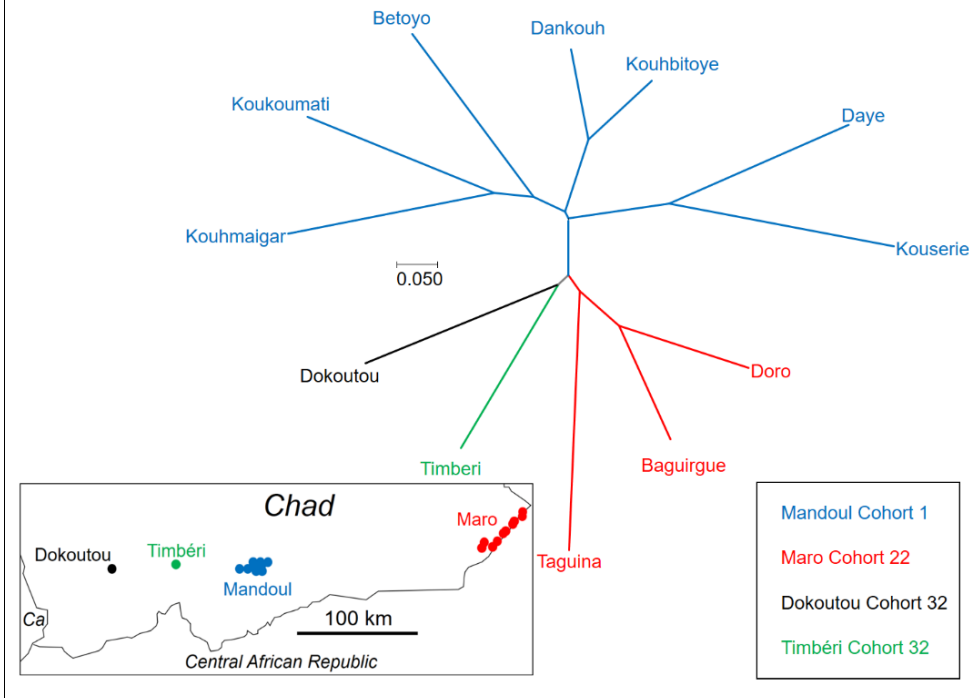 Betoyo
Dankouh
Kouhbitoye
Koukoumati
Daye
Kouhmaigar
Kouserie
0.050
Dokoutou
Doro
Timberi
Baguirgue
Taguina
Chad
Maro
Dokoutou
Timbéri
Mandoul
100 km
Ca
Central African Republic
Mandoul Cohort 1
Maro Cohort 22
Dokoutou Cohort 32
Timbéri Cohort 32